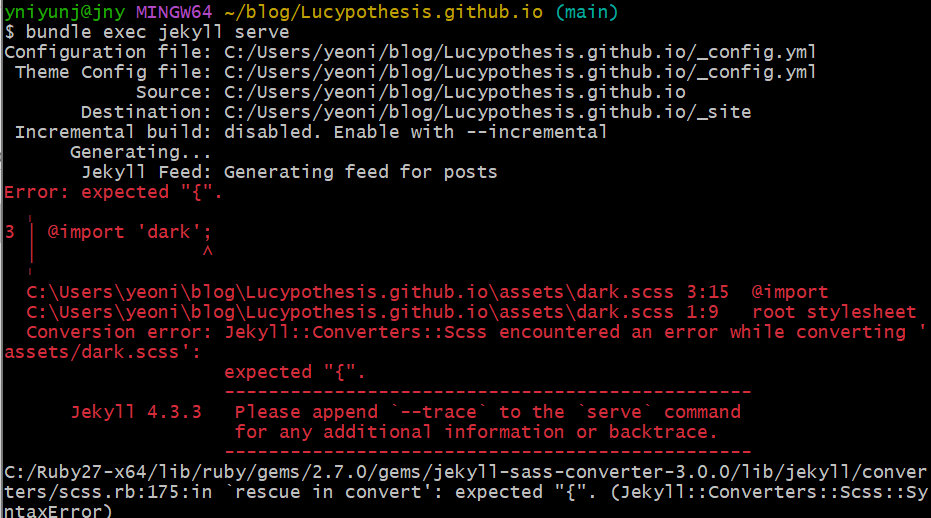 yniyunj@jny MINGW64 ~/blog/Lucypothesis.github.io (main)
$ bundle exec jekyll serve
Configuration file: C:/Users/yeoni/blog/Lucypothesis.github.io/_config.yml
Theme Config file: C:/Users/yeoni/blog/Lucypothesis.github.io/_config.yml
Source: C:/Users/yeoni/blog/Lucypothesis.github.io
Destination: C:/Users/yeoni/blog/Lucypothesis.github.io/_site
Incremental build: disabled. Enable with --incremental
Generating...
Jekyll Feed: Generating feed for posts
Error: expected "{".
╷
3 │ @import 'dark';
│               ^
╵
C:\Users\yeoni\blog\Lucypothesis.github.io\assets\dark.scss 3:15  @import
C:\Users\yeoni\blog\Lucypothesis.github.io\assets\dark.scss 1:9   root stylesheet
Conversion error: Jekyll::Converters::Scss encountered an error while converting '
assets/dark.scss':
expected "{".
------------------------------------------------
Jekyll 4.3.3   Please append `--trace` to the `serve` command
for any additional information or backtrace.
------------------------------------------------
C:/Ruby27-x64/lib/ruby/gems/2.7.0/gems/jekyll-sass-converter-3.0.0/lib/jekyll/conver
ters/scss.rb:175:in `rescue in convert': expected "{". (Jekyll::Converters::Scss::Sy
ntaxError)